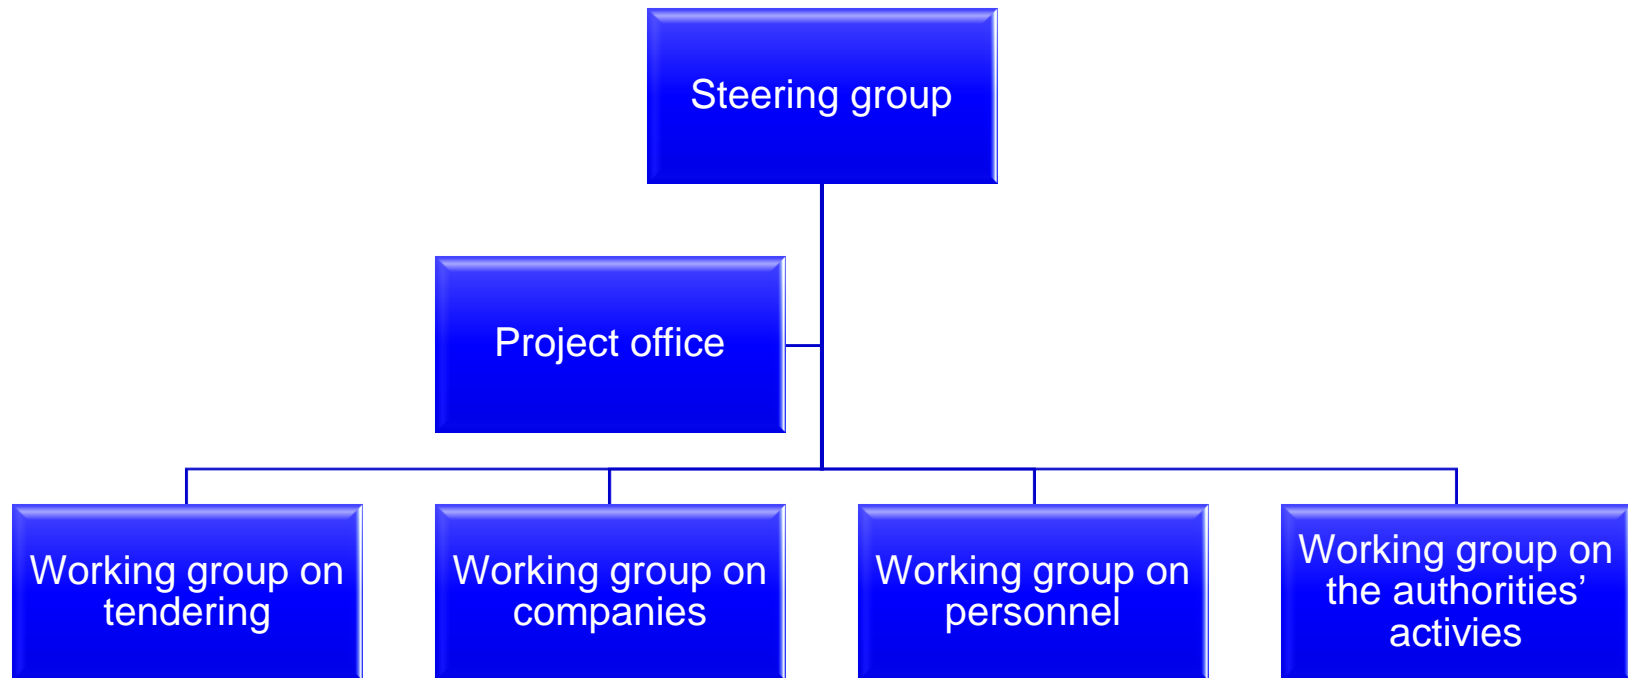 Steering group
Project office
Working group on
tendering
Working group on
companies
Working group on
personnel
Working group on
the authorities’
activies